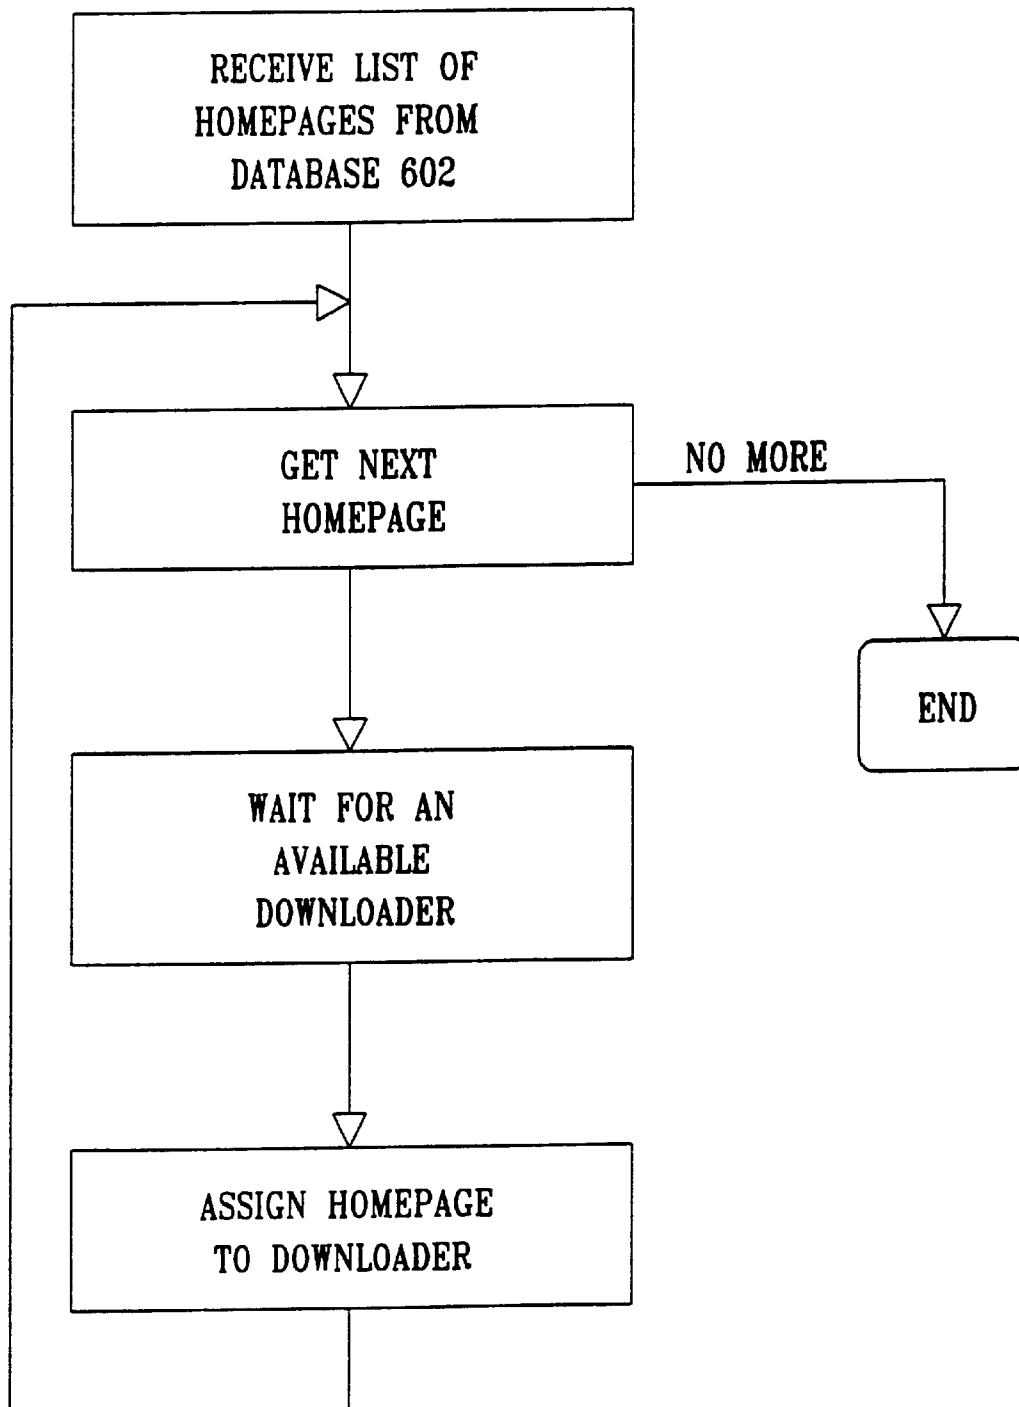 RECEIVE LIST OF
HOMEPAGES FROM
DATABASE 602
GET NEXT
HOMEPAGE
NO MORE
END
WAIT FOR AN
AVAILABLE
DOWNLOADER
ASSIGN HOMEPAGE
TO DOWNLOADER